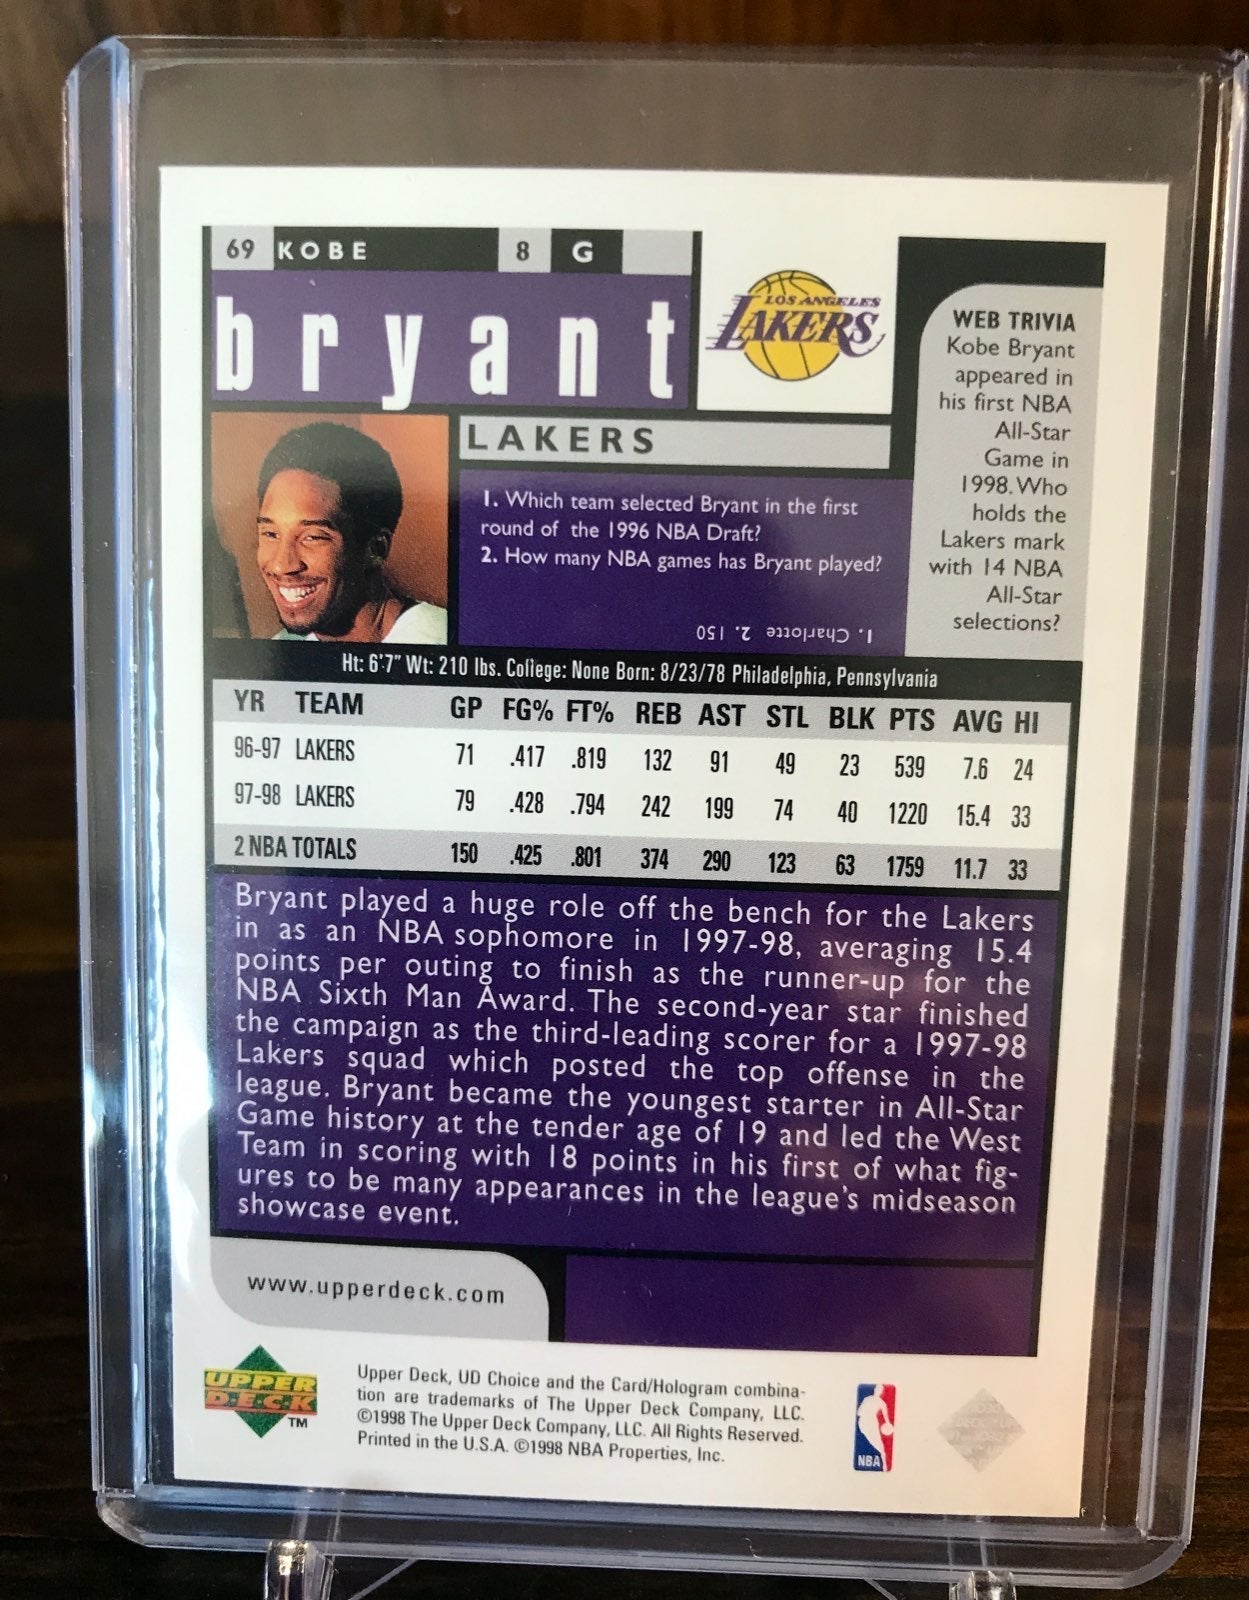 69 KOBE 8 G
bryant
LOS ANGELES
LAKERS
LAKERS
1. Which team selected Bryant in the first
round of the 1996 NBA Draft?
2. How many NBA games has Bryant played?
1. Charlotte 2. 150
WEB TRIVIA
Kobe Bryant
appeared in
his first NBA
All-Star
Game in
1998. Who
holds the
Lakers mark
with 14 NBA
All-Star
selections?
Ht: 6'7" Wt: 210 lbs. College: None Born: 8/23/78 Philadelphia, Pennsylvania
YR TEAM GP FG% FT% REB AST STL BLK PTS AVG HI
96-97 LAKERS 71 .417 .819 132 91 49 23 539 7.6 24
97-98 LAKERS 79 .428 .794 242 199 74 40 1220 15.4 33
2 NBA TOTALS 150 .425 .801 374 290 123 63 1759 11.7 33
Bryant played a huge role off the bench for the Lakers
in as an NBA sophomore in 1997-98, averaging 15.4
points per outing to finish as the runner-up for the
NBA Sixth Man Award. The second-year star finished
the campaign as the third-leading scorer for a 1997-98
Lakers squad which posted the top offense in the
league. Bryant became the youngest starter in All-Star
Game history at the tender age of 19 and led the West
Team in scoring with 18 points in his first of what fig-
ures to be many appearances in the league's midseason
showcase event.
www.upperdeck.com
UPPER
DECK
TM
Upper Deck, UD Choice and the Card/Hologram combina-
tion are trademarks of The Upper Deck Company, LLC.
©1998 The Upper Deck Company, LLC. All Rights Reserved.
Printed in the U.S.A. ©1998 NBA Properties, Inc.
NBA